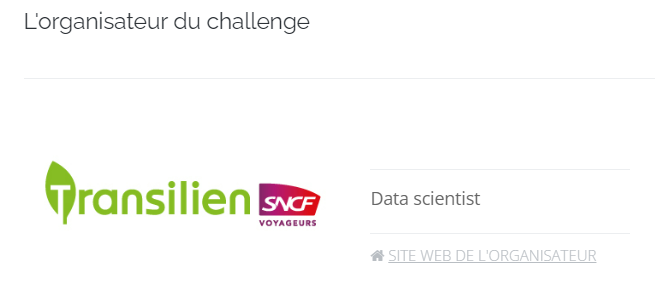 L'organisateur du challenge
Transilien SNCF
VOYAGEURS
Data scientist
SITE WEB DE L'ORGANISATEUR